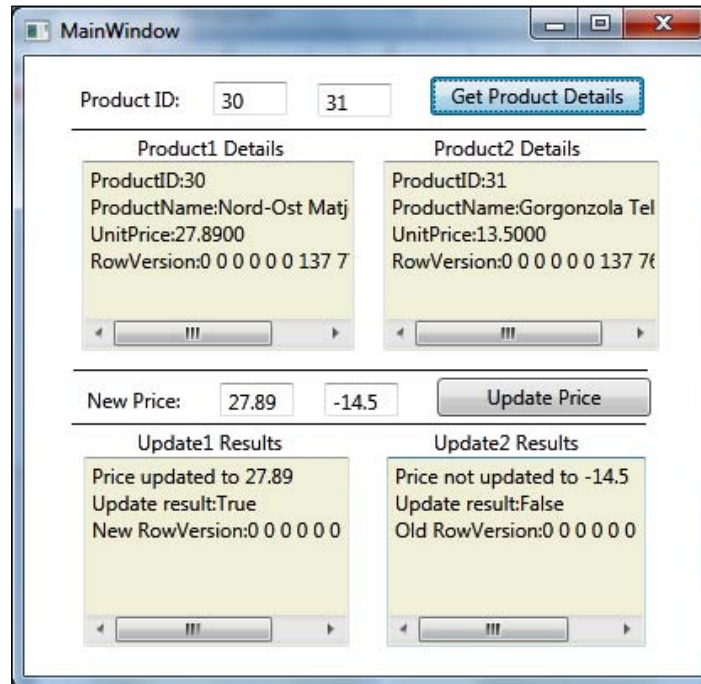 MainWindow
Product ID: 30 31 Get Product Details
Product1 Details
ProductID:30
ProductName:Nord-Ost Matj
UnitPrice:27.8900
RowVersion:0 0 0 0 0 0 137 7
Product2 Details
ProductID:31
ProductName:Gorgonzola Tel
UnitPrice:13.5000
RowVersion:0 0 0 0 0 0 137 76
New Price: 27.89 -14.5 Update Price
Update1 Results
Price updated to 27.89
Update result:True
New RowVersion:0 0 0 0 0 0
Update2 Results
Price not updated to -14.5
Update result:False
Old RowVersion:0 0 0 0 0 0